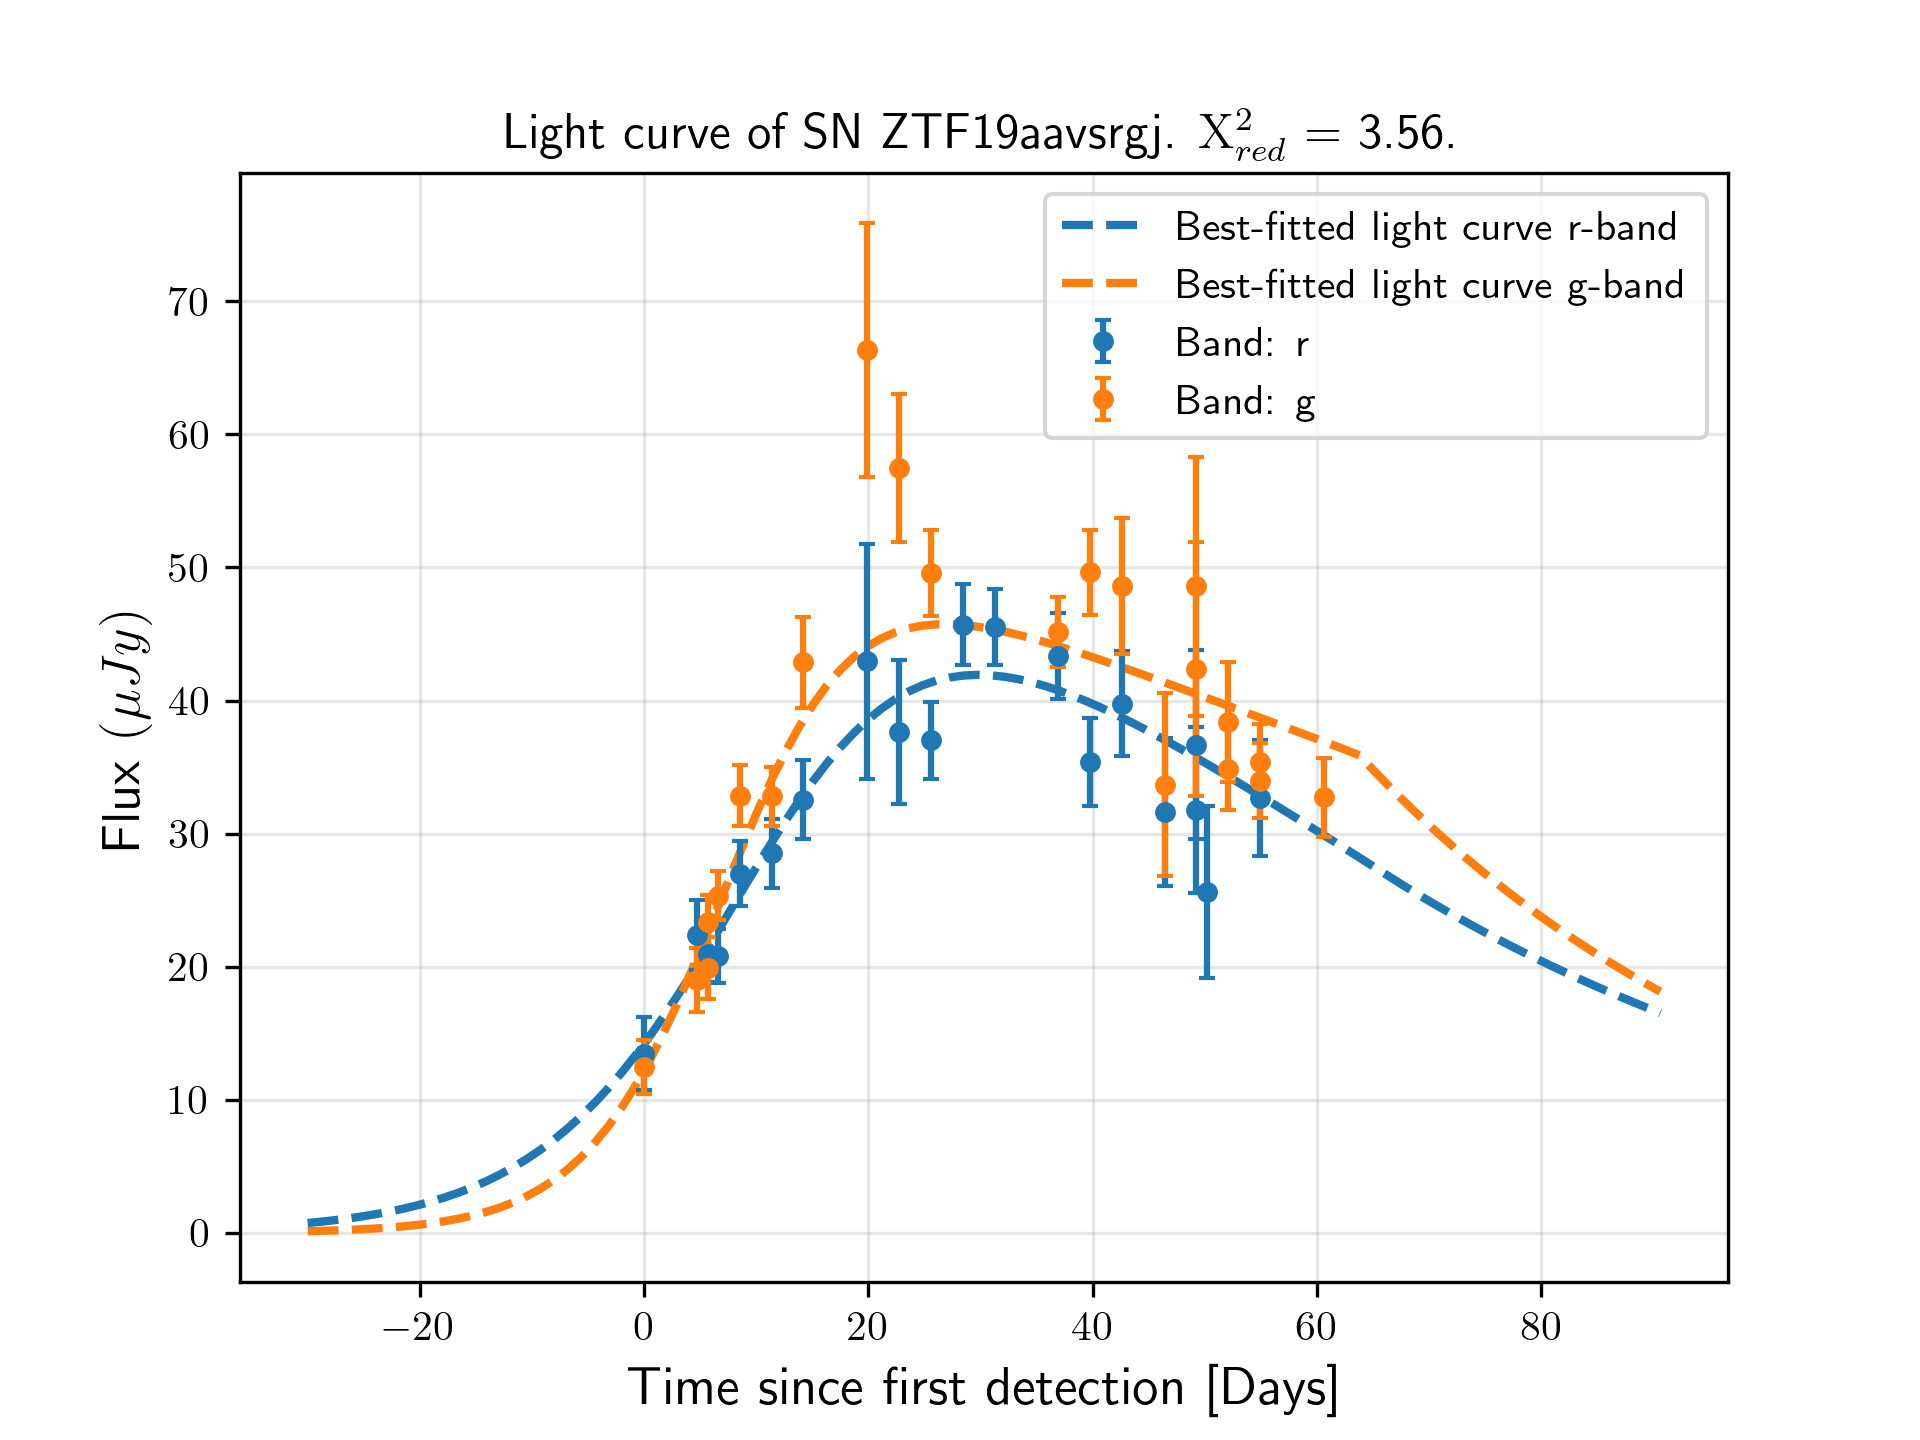 Light curve of SN ZTF19aavsrgj. X²_red = 3.56.
Best-fitted light curve r-band
Best-fitted light curve g-band
Band: r
Band: g
70
60
50
40
30
20
10
0
Flux (μJy)
−20 0 20 40 60 80
Time since first detection [Days]